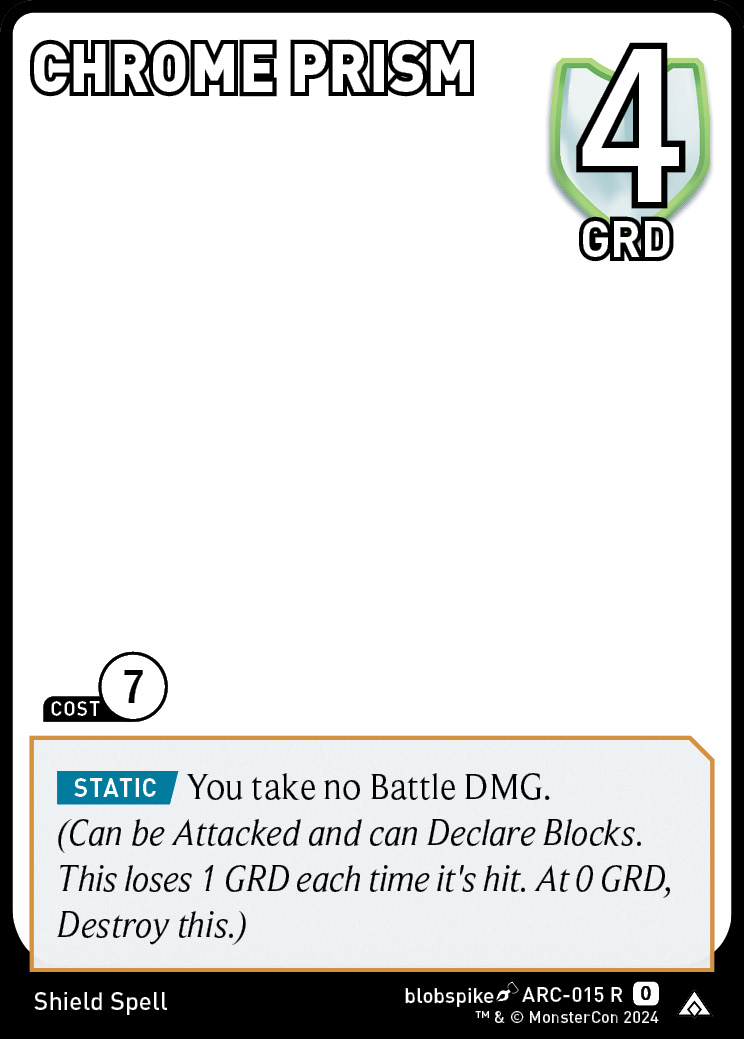 CHROME PRISM
4
GRD
7
COST
STATIC You take no Battle DMG.
(Can be Attacked and can Declare Blocks.
This loses 1 GRD each time it's hit. At 0 GRD,
Destroy this.)
Shield Spell
blobspike ARC-015 R 0
™ & © MonsterCon 2024